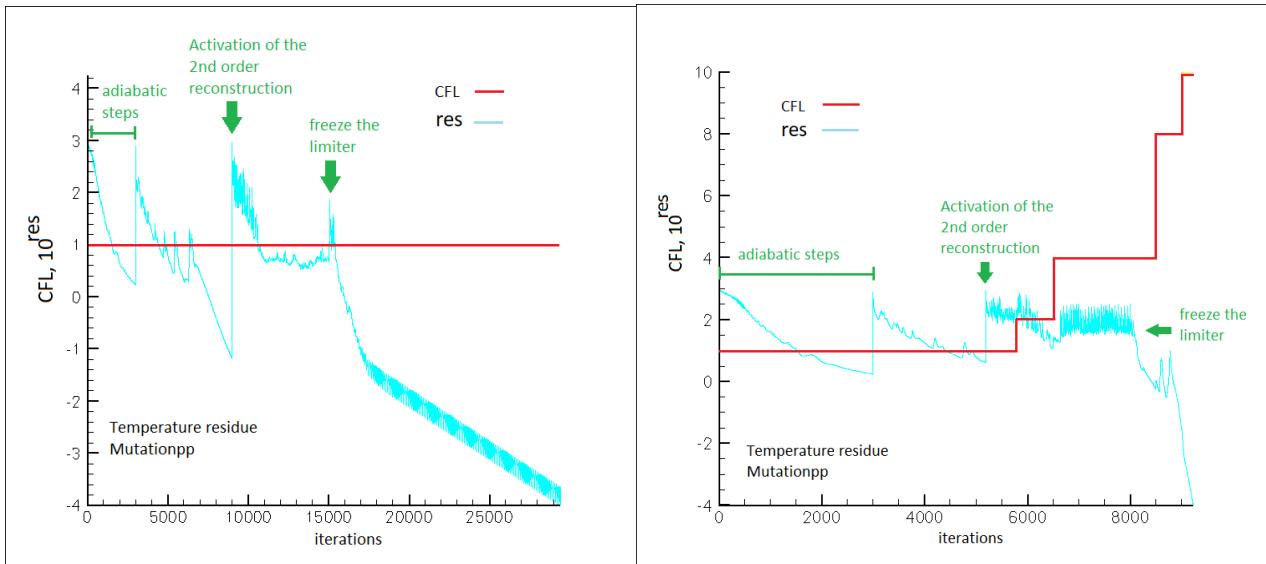 Activation of the
2nd order
reconstruction
adiabatic
steps
freeze the
limiter
CFL
res
4
3
2
1
0
-1
-2
-3
-4
CFL, 10^res
Temperature residue
Mutationpp
0
5000
10000
15000
20000
25000
iterations
10
8
6
4
2
0
-2
-4
CFL, 10^res
CFL
res
Activation of the
2nd order
reconstruction
adiabatic steps
freeze the
limiter
Temperature residue
Mutationpp
0
2000
4000
6000
8000
iterations